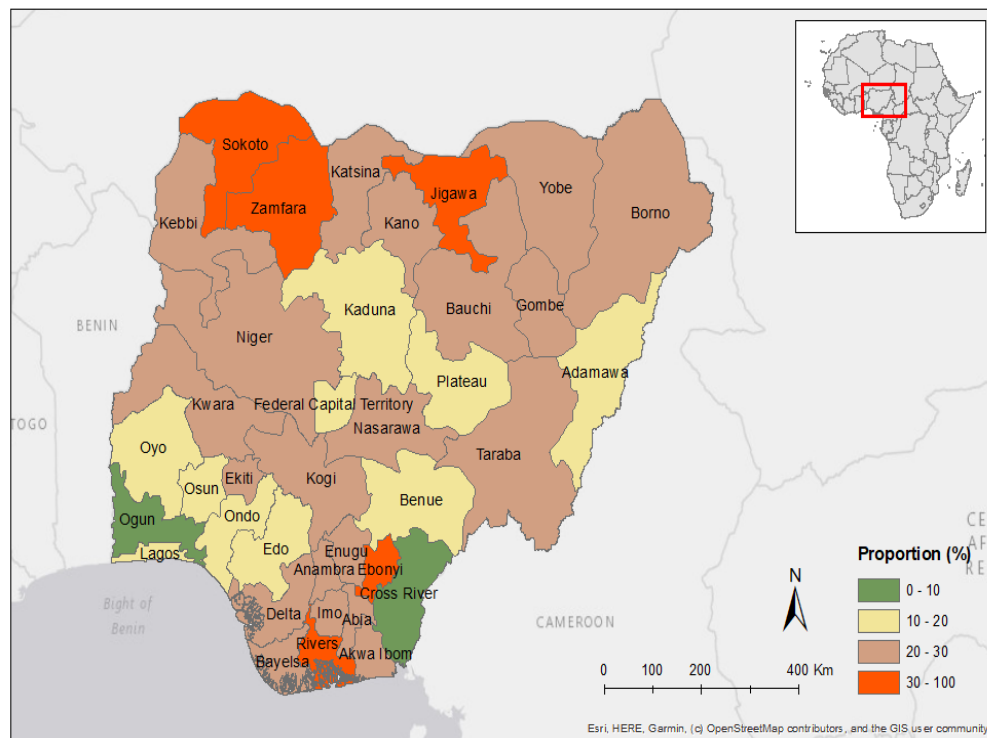 Sokoto
Katsina
Jigawa
Yobe
Borno
Zamfara
Kebbi
Kano
BENIN
Kaduna
Bauchi
Gombe
Niger
Plateau
Adamawa
Kwara
Federal Capital Territory
Nasarawa
TOGO
Oyo
Ekiti
Kogi
Taraba
Osun
Benue
Ogun
Ondo
Lagos
Edo
Enugu
Anambra
Ebonyi
Cross River
Bight of
Benin
Delta
Imo
Abia
Rivers
Bayelsa
Akwa Ibom
CAMEROON
CE
AF
RE
N
Proportion (%)
0 - 10
10 - 20
20 - 30
30 - 100
0 100 200 400 Km
Esri, HERE, Garmin, (c) OpenStreetMap contributors, and the GIS user community